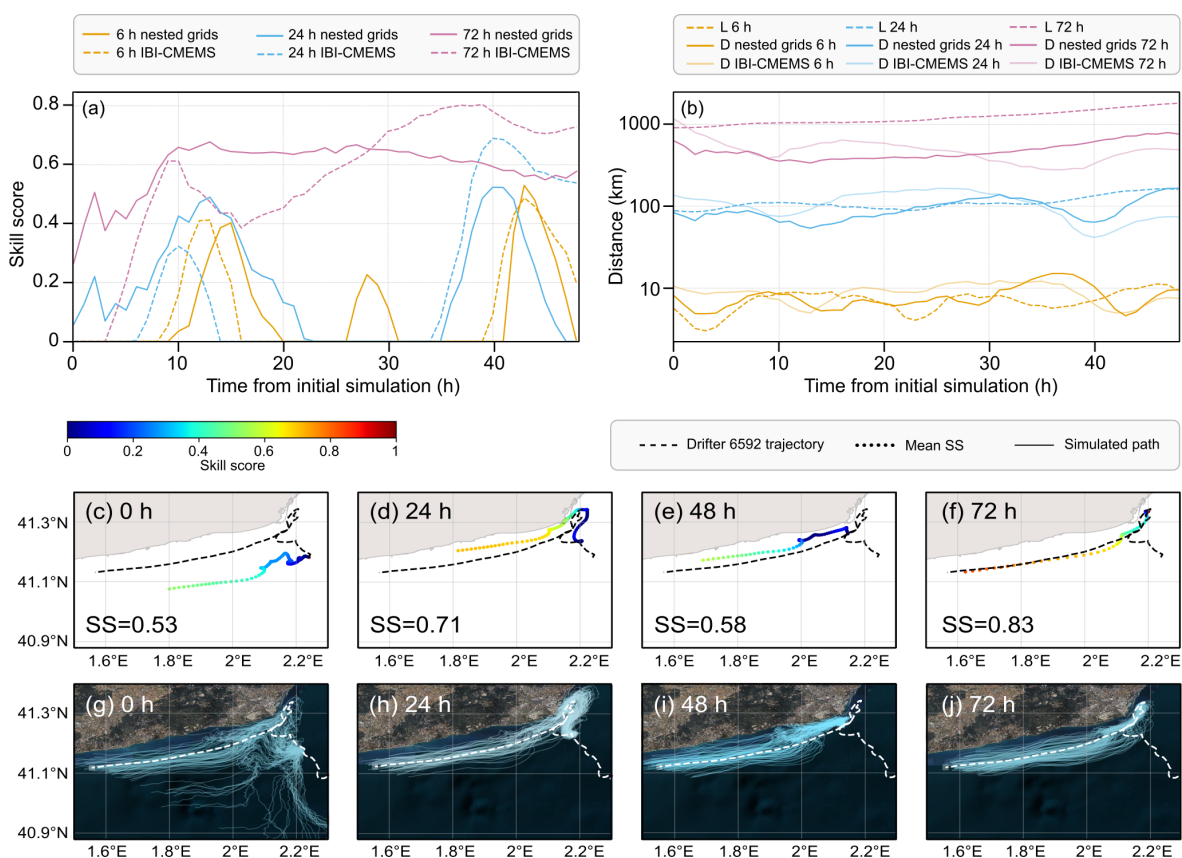 6 h nested grids 24 h nested grids 72 h nested grids
6 h IBI-CMEMS 24 h IBI-CMEMS 72 h IBI-CMEMS
L 6 h L 24 h L 72 h
D nested grids 6 h D nested grids 24 h D nested grids 72 h
D IBI-CMEMS 6 h D IBI-CMEMS 24 h D IBI-CMEMS 72 h
(a)
Skill score
0.8
0.6
0.4
0.2
0
0 10 20 30 40
Time from initial simulation (h)
(b)
Distance (km)
1000
100
10
0 10 20 30 40
Time from initial simulation (h)
0 0.2 0.4 0.6 0.8 1
Skill score
Drifter 6592 trajectory Mean SS Simulated path
41.3°N
41.1°N
40.9°N
(c) 0 h
SS=0.53
1.6°E 1.8°E 2°E 2.2°E
(d) 24 h
SS=0.71
1.6°E 1.8°E 2°E 2.2°E
(e) 48 h
SS=0.58
1.6°E 1.8°E 2°E 2.2°E
(f) 72 h
SS=0.83
1.6°E 1.8°E 2°E 2.2°E
41.3°N
41.1°N
40.9°N
(g) 0 h
1.6°E 1.8°E 2°E 2.2°E
(h) 24 h
1.6°E 1.8°E 2°E 2.2°E
(i) 48 h
1.6°E 1.8°E 2°E 2.2°E
(j) 72 h
1.6°E 1.8°E 2°E 2.2°E